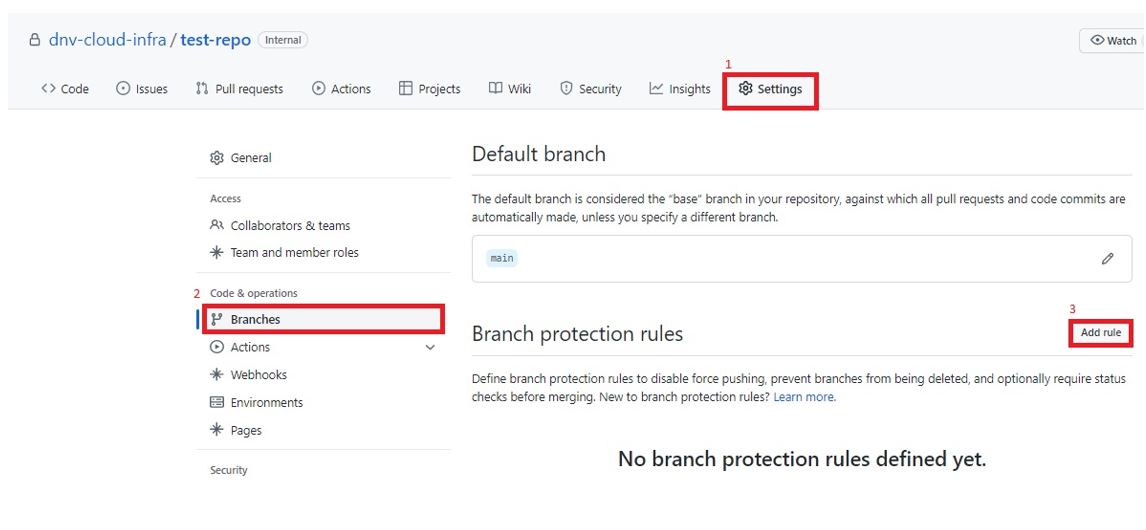 dnv-cloud-infra / test-repo Internal
Watch
1
Code Issues Pull requests Actions Projects Wiki Security Insights Settings
General
Access
Collaborators & teams
Team and member roles
2 Code & operations
Branches
Actions
Webhooks
Environments
Pages
Security
Default branch
The default branch is considered the "base" branch in your repository, against which all pull requests and code commits are
automatically made, unless you specify a different branch.
main
3
Branch protection rules
Add rule
Define branch protection rules to disable force pushing, prevent branches from being deleted, and optionally require status
checks before merging. New to branch protection rules? Learn more.
No branch protection rules defined yet.